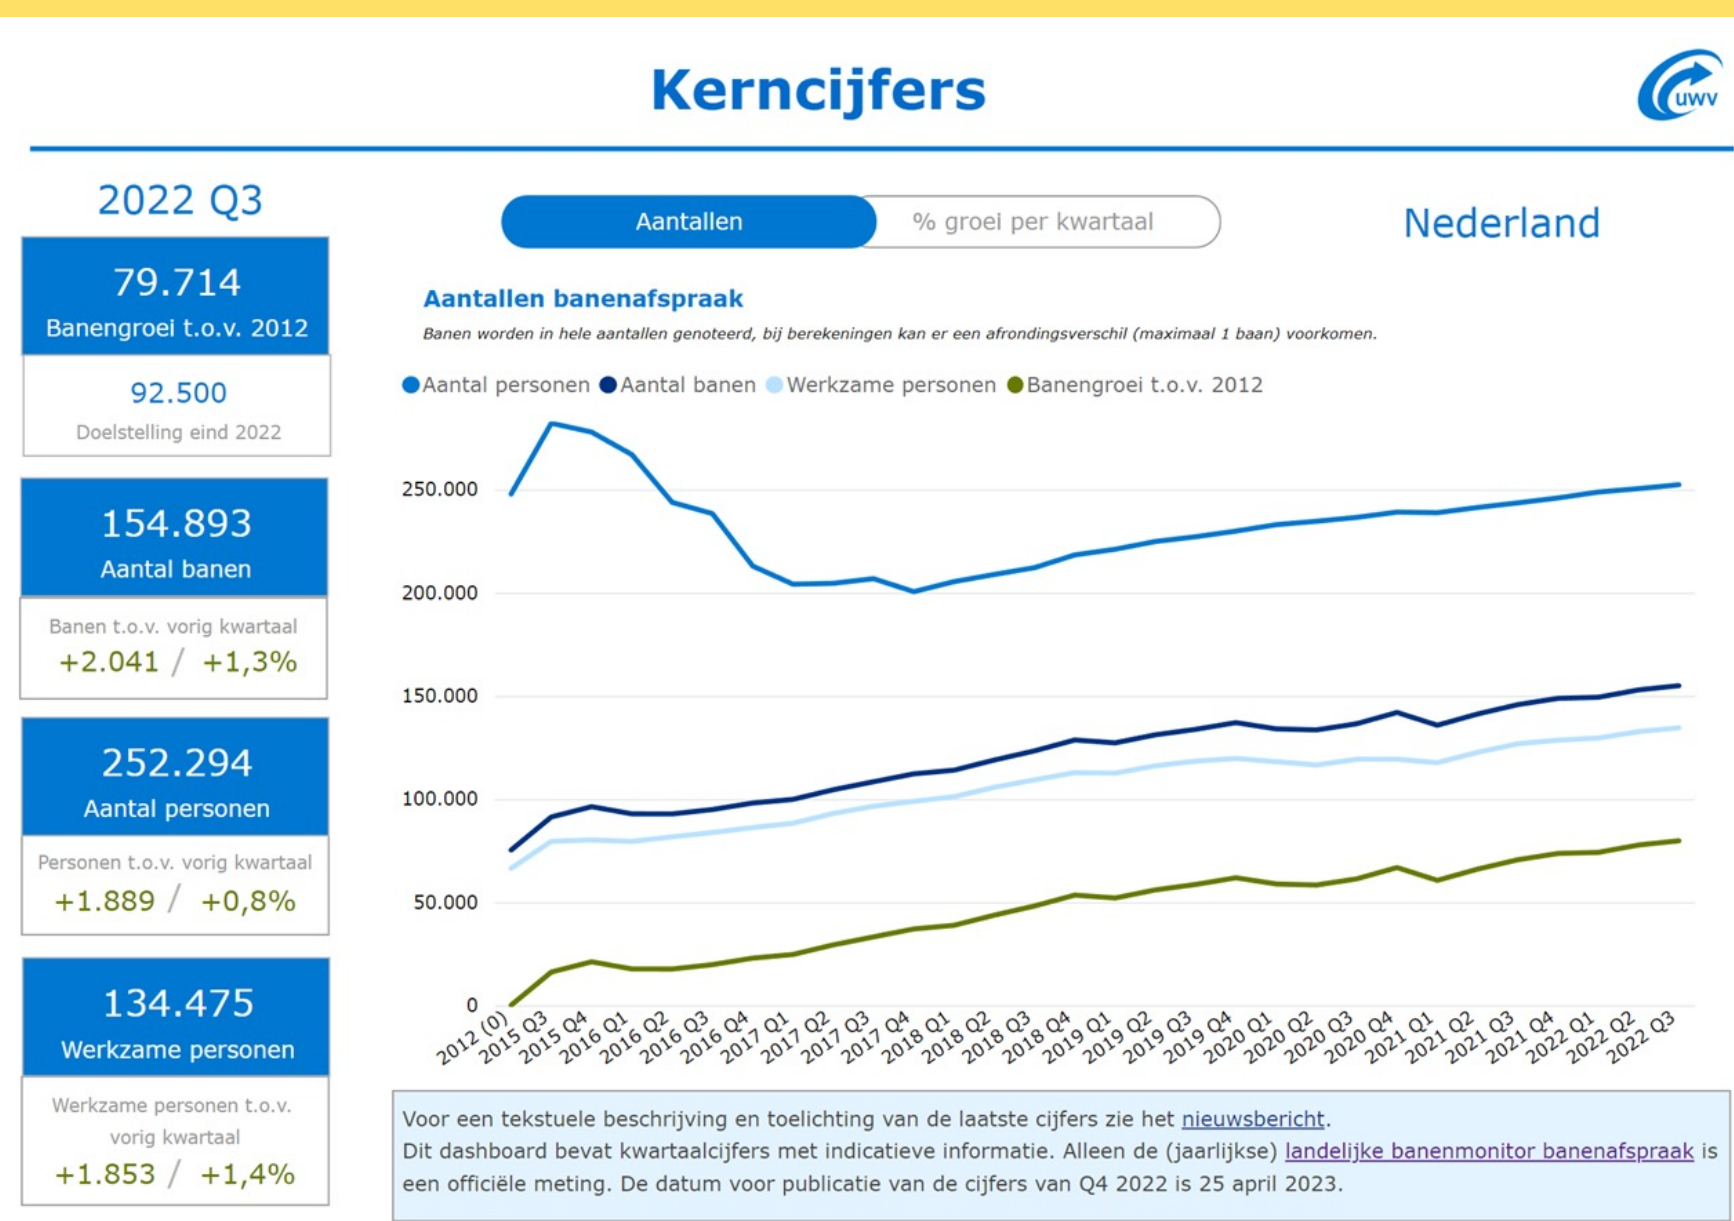 Kerncijfers
uwv
2022 Q3
79.714
Banengroei t.o.v. 2012
92.500
Doelstelling eind 2022
154.893
Aantal banen
Banen t.o.v. vorig kwartaal
+2.041 / +1,3%
252.294
Aantal personen
Personen t.o.v. vorig kwartaal
+1.889 / +0,8%
134.475
Werkzame personen
Werkzame personen t.o.v.
vorig kwartaal
+1.853 / +1,4%
Aantallen
% groei per kwartaal
Nederland
Aantallen banenafspraak
Banen worden in hele aantallen genoteerd, bij berekeningen kan er een afrondingsverschil (maximaal 1 baan) voorkomen.
Aantal personen Aantal banen Werkzame personen Banengroei t.o.v. 2012
250.000
200.000
150.000
100.000
50.000
0
2012 (0)
2015 Q3
2015 Q4
2016 Q1
2016 Q2
2016 Q3
2016 Q4
2017 Q1
2017 Q2
2017 Q3
2017 Q4
2018 Q1
2018 Q2
2018 Q3
2018 Q4
2019 Q1
2019 Q2
2019 Q3
2019 Q4
2020 Q1
2020 Q2
2020 Q3
2020 Q4
2021 Q1
2021 Q2
2021 Q3
2021 Q4
2022 Q1
2022 Q2
2022 Q3
Voor een tekstuele beschrijving en toelichting van de laatste cijfers zie het nieuwsbericht.
Dit dashboard bevat kwartaalcijfers met indicatieve informatie. Alleen de (jaarlijkse) landelijke banenmonitor banenafspraak is
een officiële meting. De datum voor publicatie van de cijfers van Q4 2022 is 25 april 2023.